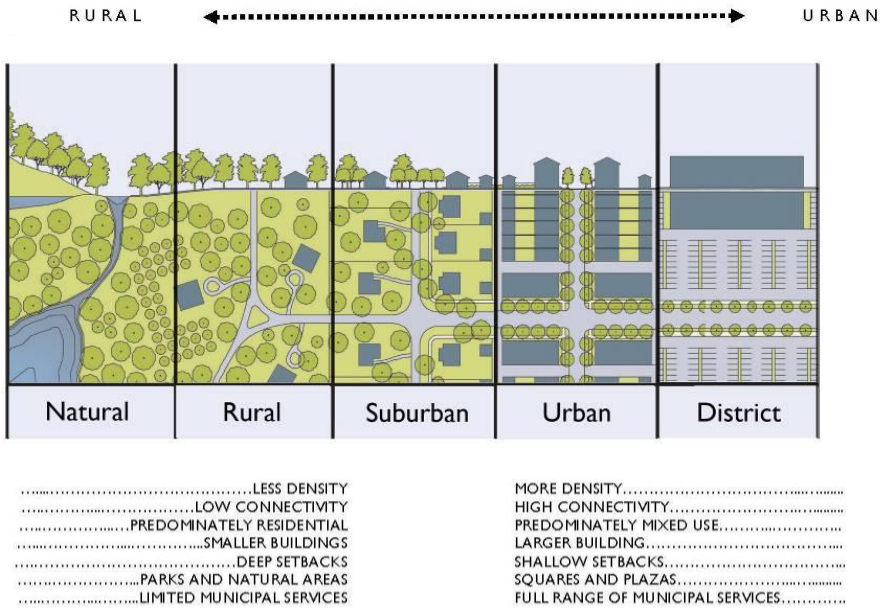 RURAL URBAN
Natural Rural Suburban Urban District
....................................LESS DENSITY
....................................LOW CONNECTIVITY
....................................PREDOMINATELY RESIDENTIAL
....................................SMALLER BUILDINGS
....................................DEEP SETBACKS
....................................PARKS AND NATURAL AREAS
....................................LIMITED MUNICIPAL SERVICES
MORE DENSITY....................................
HIGH CONNECTIVITY....................................
PREDOMINATELY MIXED USE....................................
LARGER BUILDING....................................
SHALLOW SETBACKS....................................
SQUARES AND PLAZAS....................................
FULL RANGE OF MUNICIPAL SERVICES.............